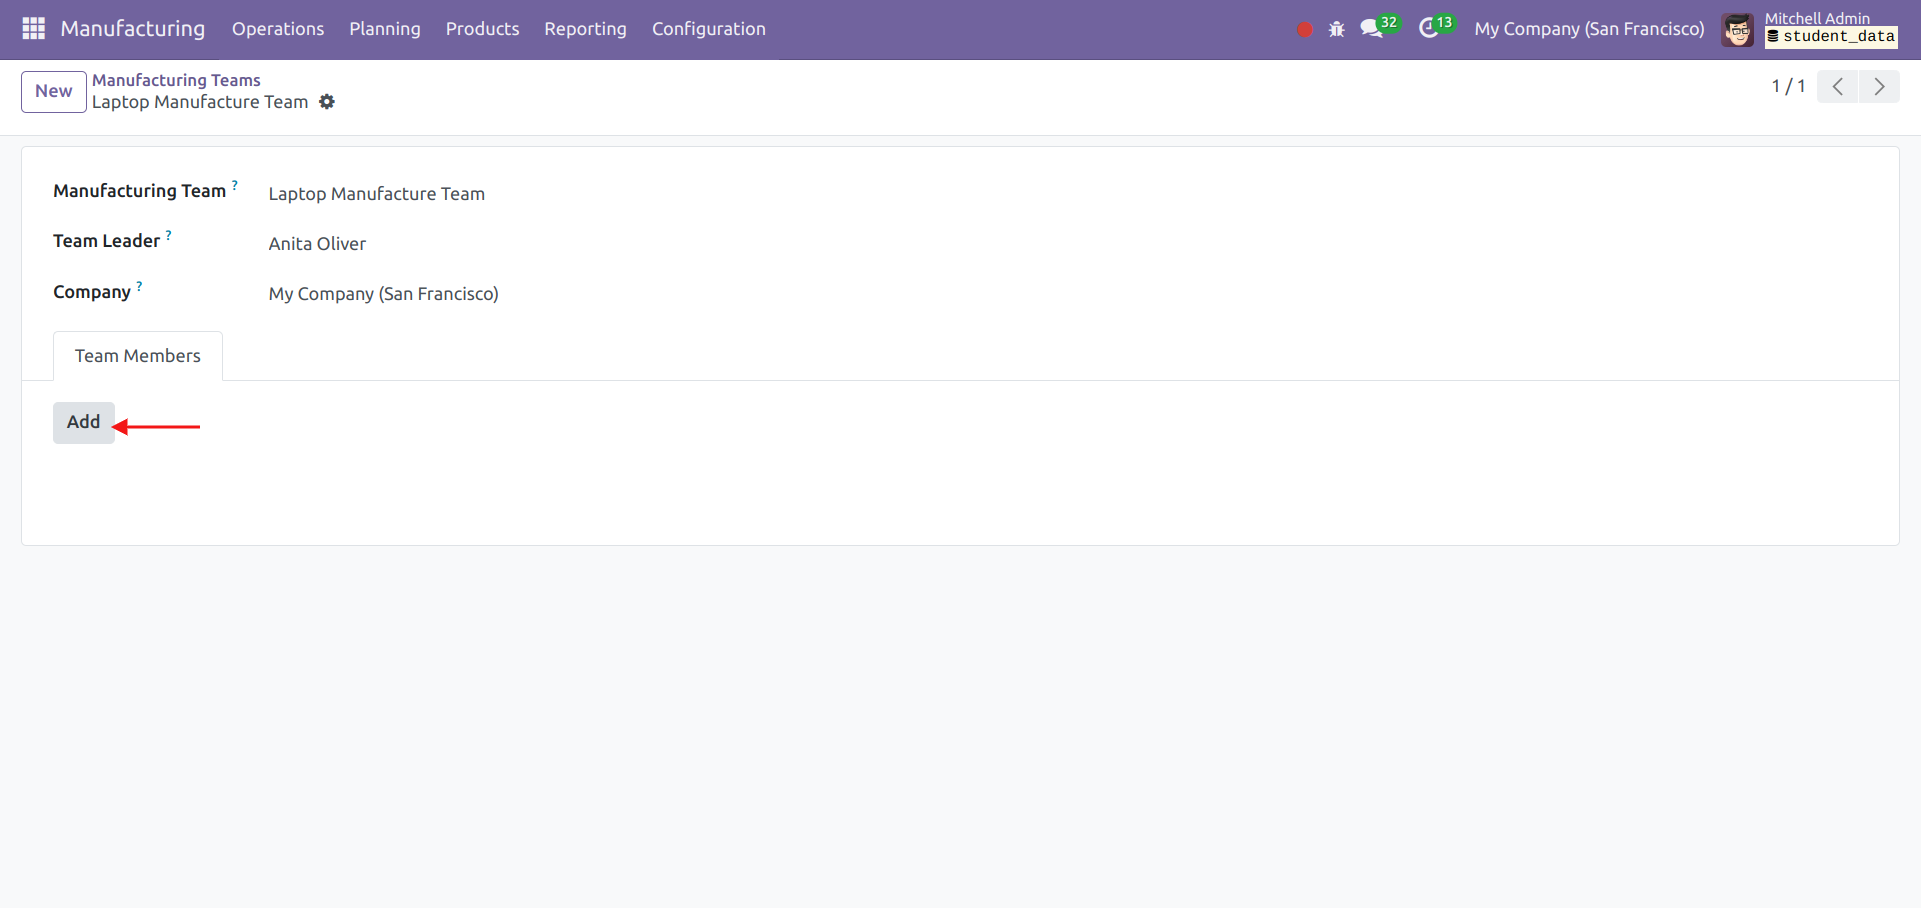 Manufacturing Operations Planning Products Reporting Configuration 32 13 My Company (San Francisco) Mitchell Admin
student_data
New Manufacturing Teams
Laptop Manufacture Team
1 / 1
Manufacturing Team ? Laptop Manufacture Team
Team Leader ? Anita Oliver
Company ? My Company (San Francisco)
Team Members
Add